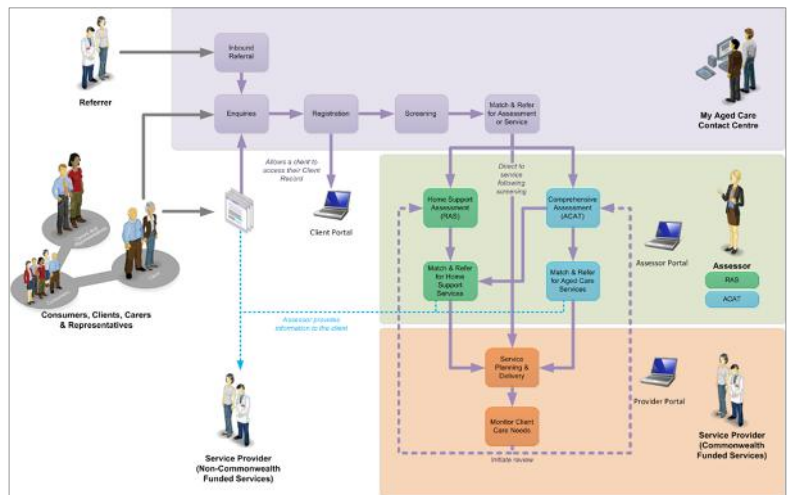 Referrer
Inbound
Referral
Enquiries
Registration
Screening
Match & Refer
for Assessment
or Service
My Aged Care
Contact Centre
Allows a client to
access their Client
Record
Client Portal
Direct to
service
following
screening
Home Support
Assessment
(RAS)
Comprehensive
Assessment
(ACAT)
Assessor Portal
Assessor
RAS
ACAT
Match & Refer
for Home
Support
Services
Match & Refer
for Aged Care
Services
Consumers, Clients, Carers
& Representatives
Assessor provides
information to the client
Service Provider
(Non-Commonwealth
Funded Services)
Service
Planning &
Delivery
Monitor Client
Care Needs
Initiate review
Provider Portal
Service Provider
(Commonwealth
Funded Services)